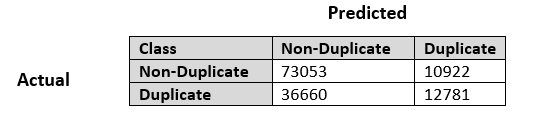 Predicted
Class Non-Duplicate Duplicate
Actual Non-Duplicate 73053 10922
Duplicate 36660 12781